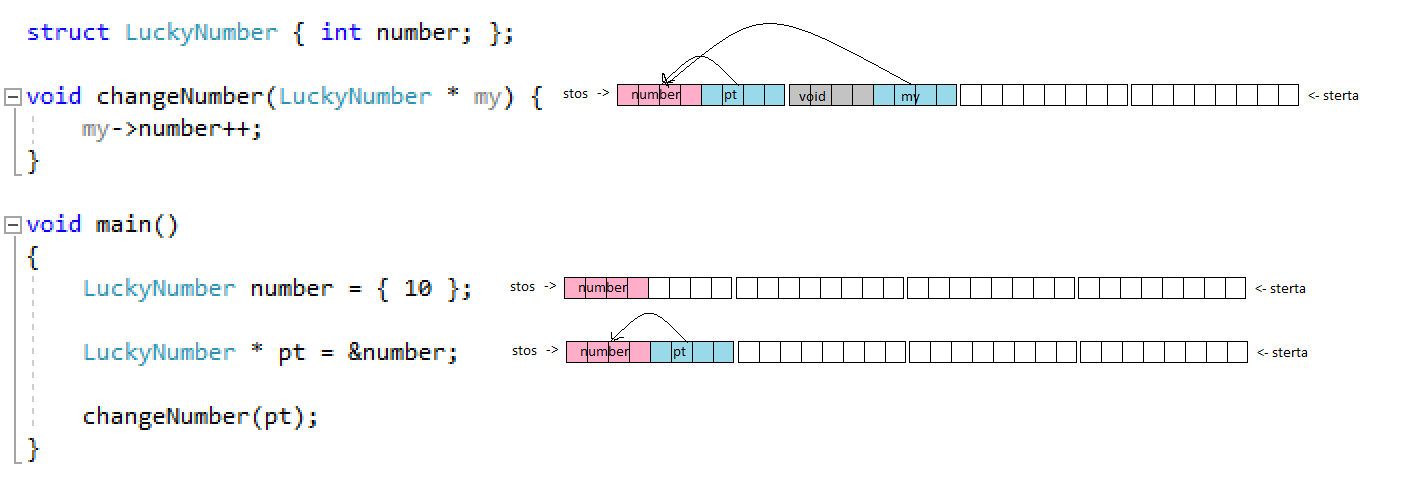 struct LuckyNumber { int number; };
void changeNumber(LuckyNumber * my) { stos -> number pt void my <- sterta
my->number++;
}
void main()
{
LuckyNumber number = { 10 }; stos -> number <- sterta
LuckyNumber * pt = &number; stos -> number pt <- sterta
changeNumber(pt);
}